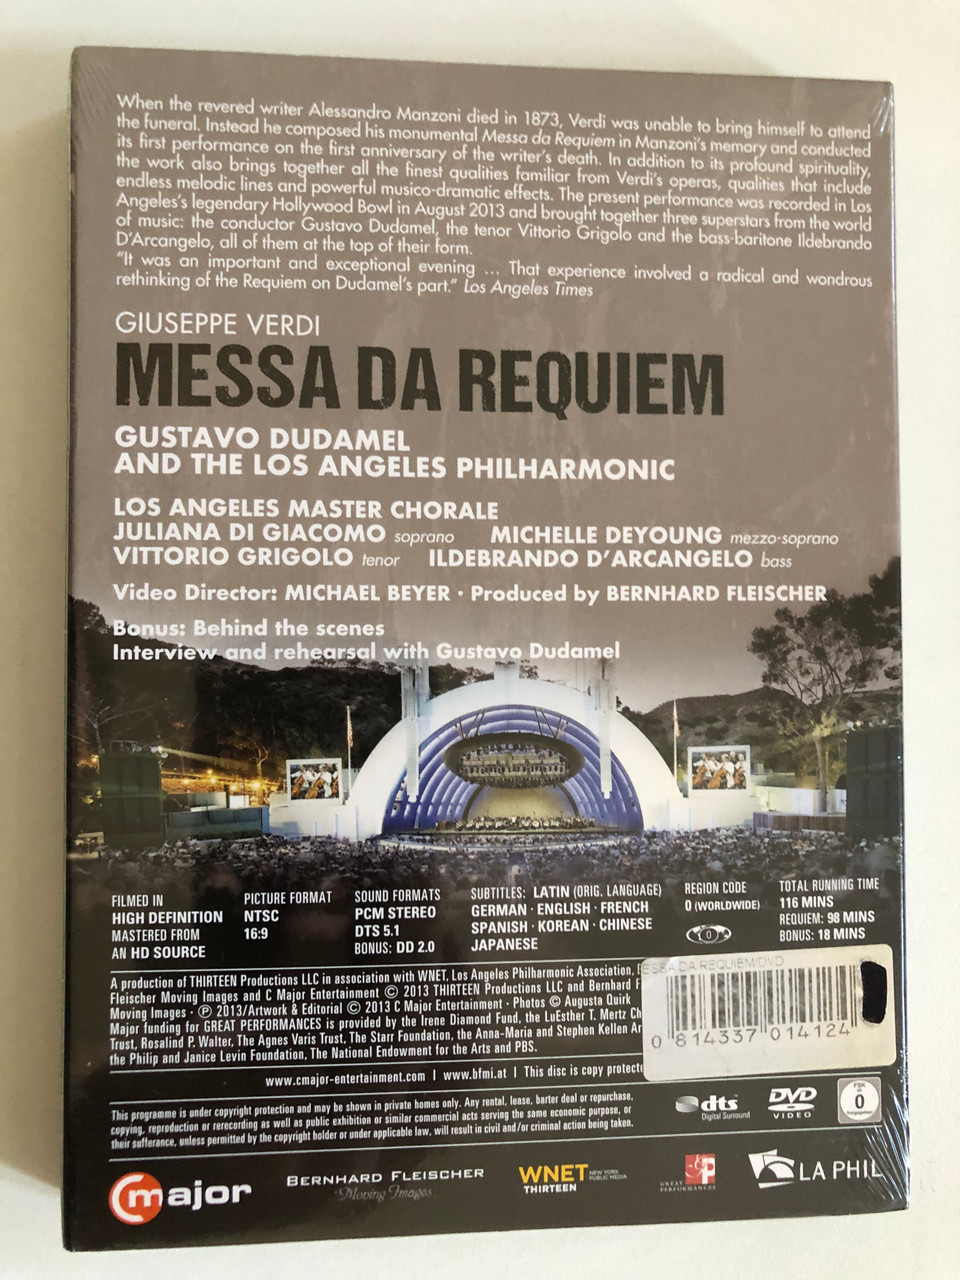 When the revered writer Alessandro Manzoni died in 1873, Verdi was unable to bring himself to attend
the funeral. Instead he composed his monumental Messa da Requiem in Manzoni's memory and conducted
its first performance on the first anniversary of the writer's death. In addition to its profound spirituality,
the work also brings together all the finest qualities familiar from Verdi's operas, qualities that include
endless melodic lines and powerful musico-dramatic effects. The present performance was recorded in Los
Angeles's legendary Hollywood Bowl in August 2013 and brought together three superstars from the world
of music: the conductor Gustavo Dudamel, the tenor Vittorio Grigolo and the bass-baritone Ildebrando
D'Arcangelo, all of them at the top of their form.
"It was an important and exceptional evening ... That experience involved a radical and wondrous
rethinking of the Requiem on Dudamel's part." Los Angeles Times
GIUSEPPE VERDI
MESSA DA REQUIEM
GUSTAVO DUDAMEL
AND THE LOS ANGELES PHILHARMONIC
LOS ANGELES MASTER CHORALE
JULIANA DI GIACOMO soprano MICHELLE DEYOUNG mezzo-soprano
VITTORIO GRIGOLO tenor ILDEBRANDO D'ARCANGELO bass
Video Director: MICHAEL BEYER · Produced by BERNHARD FLEISCHER
Bonus: Behind the scenes
Interview and rehearsal with Gustavo Dudamel
FILMED IN
HIGH DEFINITION
MASTERED FROM
AN HD SOURCE
PICTURE FORMAT
NTSC
16:9
SOUND FORMATS
PCM STEREO
DTS 5.1
BONUS: DD 2.0
SUBTITLES: LATIN (ORIG. LANGUAGE)
GERMAN · ENGLISH · FRENCH
SPANISH · KOREAN · CHINESE
JAPANESE
REGION CODE
0 (WORLDWIDE)
0
TOTAL RUNNING TIME
116 MINS
REQUIEM: 98 MINS
BONUS: 18 MINS
A production of THIRTEEN Productions LLC in association with WNET, Los Angeles Philharmonic Association,
Fleischer Moving Images and C Major Entertainment © 2013 THIRTEEN Productions LLC and Bernhard F
Moving Images · ℗ 2013/Artwork & Editorial © 2013 C Major Entertainment · Photos © Augusta Quirk
Major funding for GREAT PERFORMANCES is provided by the Irene Diamond Fund, the LuEsther T. Mertz Ch
Trust, Rosalind P. Walter, The Agnes Varis Trust, The Starr Foundation, the Anna-Maria and Stephen Kellen Ar
the Philip and Janice Levin Foundation, The National Endowment for the Arts and PBS.
ESSA DA REQUIEM/DVD
0 814337 014124
www.cmajor-entertainment.com | www.bfmi.at | This disc is copy protecte
This programme is under copyright protection and may be shown in private homes only. Any rental, lease, barter deal or repurchase,
copying, reproduction or rerecording as well as public exhibition or similar commercial acts serving the same economic purpose, or
their sufferance, unless permitted by the copyright holder or under applicable law, will result in civil and/or criminal action being taken.
dts
Digital Surround
DVD
VIDEO
FSK
ab
0
freigegeben
C major
BERNHARD FLEISCHER
Moving Images
WNET
THIRTEEN
NEW YORK
PUBLIC MEDIA
GREAT
PERFORMANCES
LA PHIL